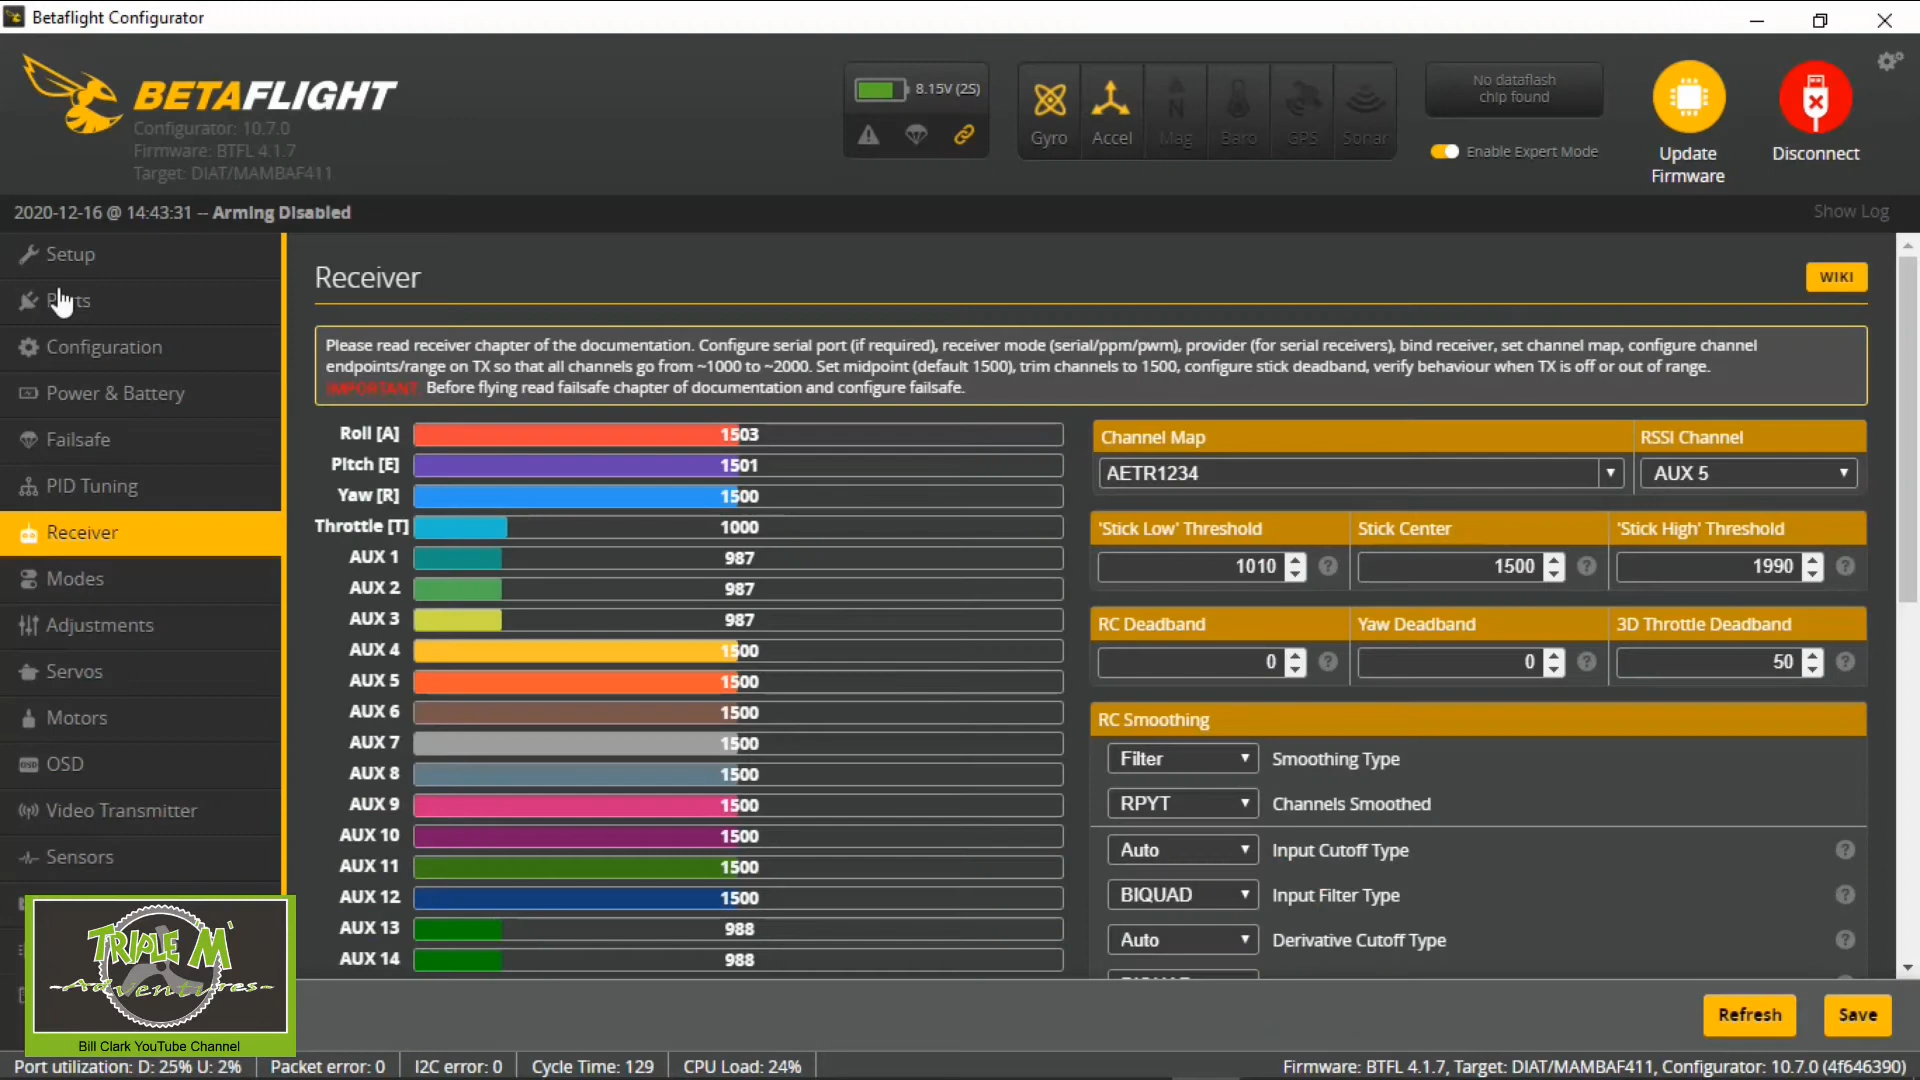 Betaflight Configurator
BETAFLIGHT
Configurator: 10.7.0
Firmware: BTFL 4.1.7
Target: DIAT/MAMBAF411
8.15V (2S)
Gyro
Accel
Mag
Baro
GPS
Sonar
No dataflash
chip found
Enable Expert Mode
Update
Firmware
Disconnect
2020-12-16 @ 14:43:31 -- Arming Disabled
Show Log
Setup
Ports
Configuration
Power & Battery
Failsafe
PID Tuning
Receiver
Modes
Adjustments
Servos
Motors
OSD
Video Transmitter
Sensors
Receiver
WIKI
Please read receiver chapter of the documentation. Configure serial port (if required), receiver mode (serial/ppm/pwm), provider (for serial receivers), bind receiver, set channel map, configure channel
endpoints/range on TX so that all channels go from ~1000 to ~2000. Set midpoint (default 1500), trim channels to 1500, configure stick deadband, verify behaviour when TX is off or out of range.
IMPORTANT: Before flying read failsafe chapter of documentation and configure failsafe.
Roll [A] 1503
Pitch [E] 1501
Yaw [R] 1500
Throttle [T] 1000
AUX 1 987
AUX 2 987
AUX 3 987
AUX 4 1500
AUX 5 1500
AUX 6 1500
AUX 7 1500
AUX 8 1500
AUX 9 1500
AUX 10 1500
AUX 11 1500
AUX 12 1500
AUX 13 988
AUX 14 988
Channel Map
AETR1234
RSSI Channel
AUX 5
'Stick Low' Threshold
1010
Stick Center
1500
'Stick High' Threshold
1990
RC Deadband
0
Yaw Deadband
0
3D Throttle Deadband
50
RC Smoothing
Filter Smoothing Type
RPYT Channels Smoothed
Auto Input Cutoff Type
BIQUAD Input Filter Type
Auto Derivative Cutoff Type
Refresh
Save
TRIPLE M
-Adventures-
Bill Clark YouTube Channel
Port utilization: D: 25% U: 2%
Packet error: 0
I2C error: 0
Cycle Time: 129
CPU Load: 24%
Firmware: BTFL 4.1.7, Target: DIAT/MAMBAF411, Configurator: 10.7.0 (4f646390)